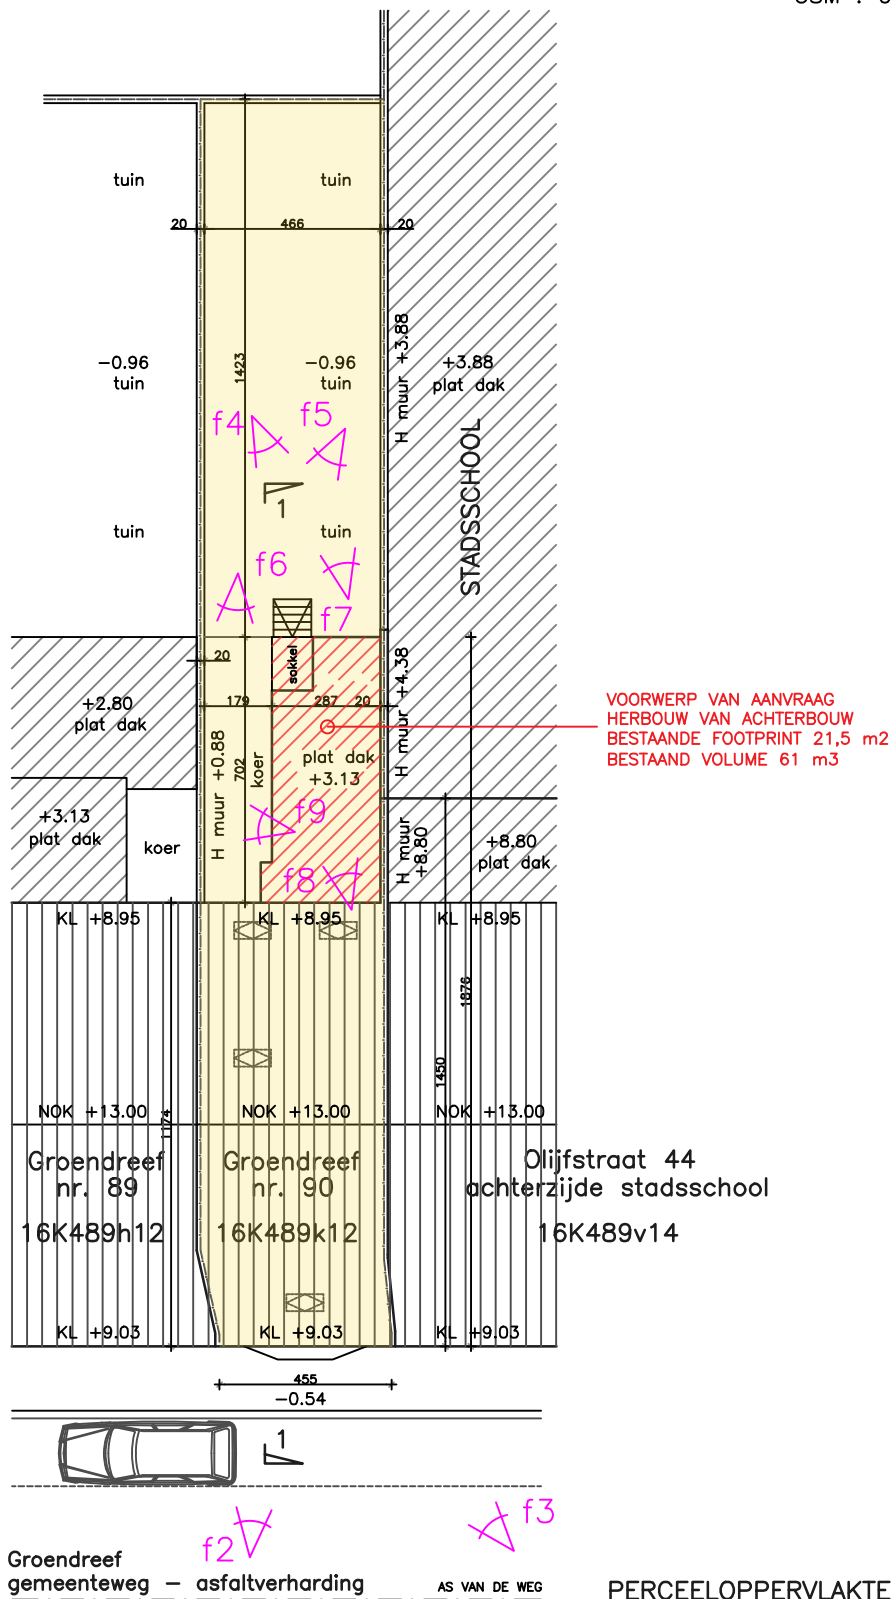 tuin
tuin
20
466
20
1423
H muur +3.88
-0.96
tuin
-0.96
tuin
+3.88
plat dak
f4
f5
1
STADSSCHOOL
tuin
tuin
f6
f7
20
sokkel
H muur +4.38
179
287
20
+2.80
plat dak
VOORWERP VAN AANVRAAG
HERBOUW VAN ACHTERBOUW
BESTAANDE FOOTPRINT 21,5 m2
BESTAAND VOLUME 61 m3
H muur +0.88
702
koer
plat dak
+3.13
+3.13
plat dak
koer
f9
H muur
+8.80
+8.80
plat dak
f8
KL +8.95
KL +8.95
KL +8.95
1876
1450
1174
NOK +13.00
NOK +13.00
NOK +13.00
Groendreef
nr. 89
16K489h12
Groendreef
nr. 90
16K489k12
Olijfstraat 44
achterzijde stadsschool
16K489v14
KL +9.03
KL +9.03
KL +9.03
455
-0.54
1
f2
f3
Groendreef
gemeenteweg - asfaltverharding
AS VAN DE WEG
PERCEELOPPERVLAKTE